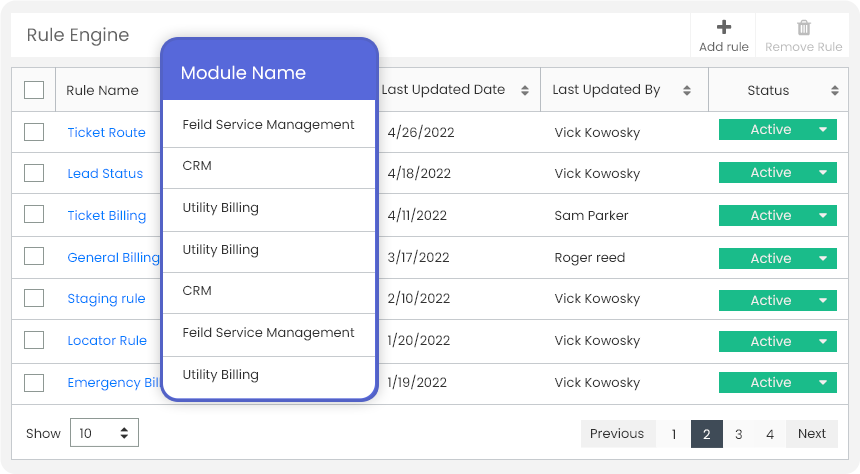 Rule Engine
Add rule Remove Rule
Rule Name Module Name Last Updated Date Last Updated By Status
Ticket Route Feild Service Management 4/26/2022 Vick Kowosky Active
Lead Status CRM 4/18/2022 Vick Kowosky Active
Ticket Billing Utility Billing 4/11/2022 Sam Parker Active
General Billing Utility Billing 3/17/2022 Roger reed Active
Staging rule CRM 2/10/2022 Vick Kowosky Active
Locator Rule Feild Service Management 1/20/2022 Vick Kowosky Active
Emergency Utility Billing 1/19/2022 Vick Kowosky Active
Show 10 Previous 1 2 3 4 Next